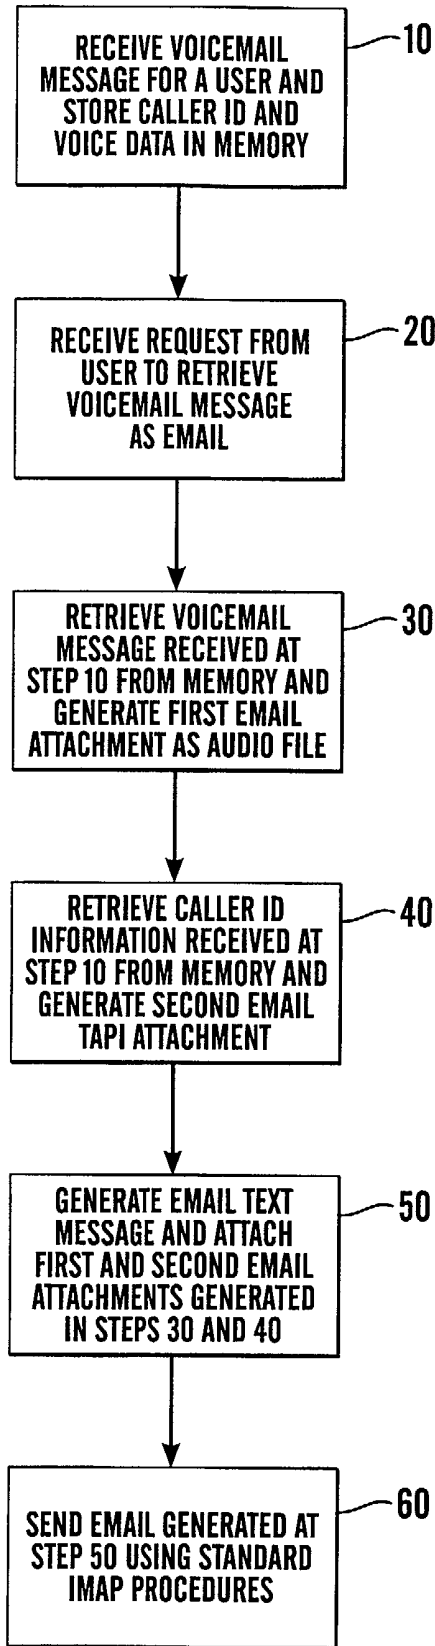 RECEIVE VOICEMAIL
MESSAGE FOR A USER AND
STORE CALLER ID AND
VOICE DATA IN MEMORY
10
RECEIVE REQUEST FROM
USER TO RETRIEVE
VOICEMAIL MESSAGE
AS EMAIL
20
RETRIEVE VOICEMAIL
MESSAGE RECEIVED AT
STEP 10 FROM MEMORY AND
GENERATE FIRST EMAIL
ATTACHMENT AS AUDIO FILE
30
RETRIEVE CALLER ID
INFORMATION RECEIVED AT
STEP 10 FROM MEMORY AND
GENERATE SECOND EMAIL
TAPI ATTACHMENT
40
GENERATE EMAIL TEXT
MESSAGE AND ATTACH
FIRST AND SECOND EMAIL
ATTACHMENTS GENERATED
IN STEPS 30 AND 40
50
SEND EMAIL GENERATED AT
STEP 50 USING STANDARD
IMAP PROCEDURES
60